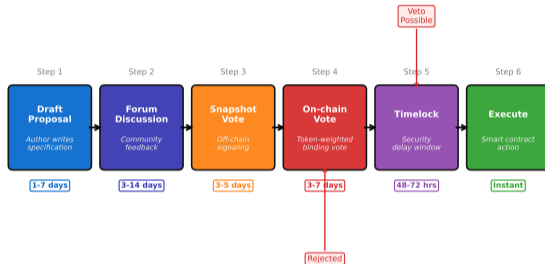 Veto
Possible
Step 1
Step 2
Step 3
Step 4
Step 5
Step 6
Draft
Proposal
Author writes
specification
Forum
Discussion
Community
feedback
Snapshot
Vote
Off-chain
signaling
On-chain
Vote
Token-weighted
binding vote
Timelock
Security
delay window
Execute
Smart contract
action
1-7 days
3-14 days
3-5 days
3-7 days
48-72 hrs
Instant
Rejected